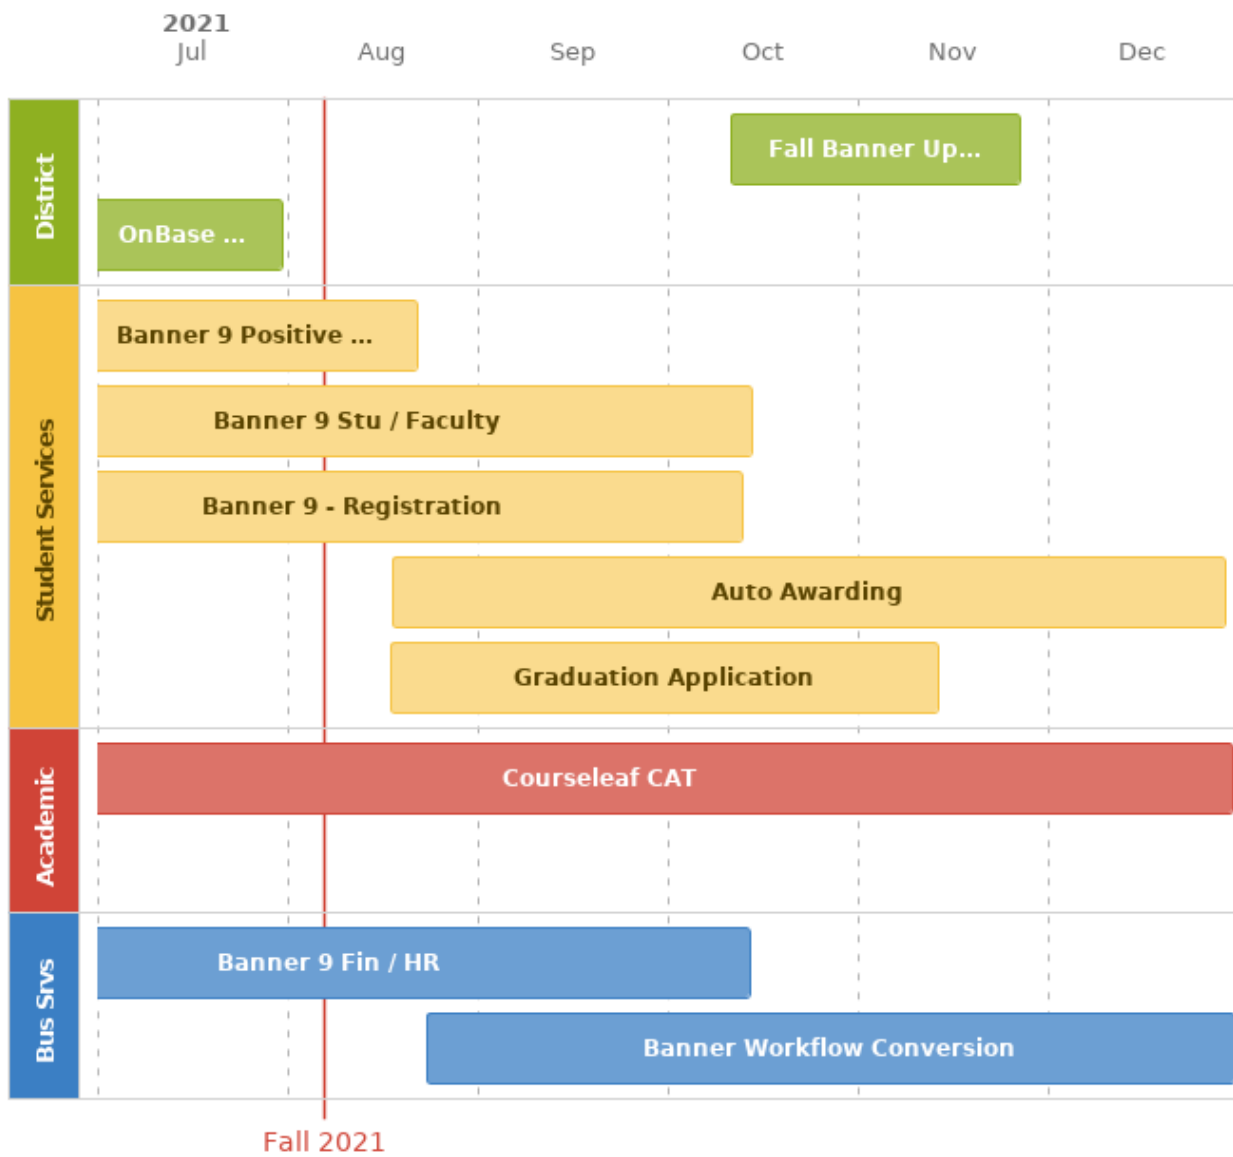 2021
Jul Aug Sep Oct Nov Dec
District
Fall Banner Up...
OnBase ...
Student Services
Banner 9 Positive ...
Banner 9 Stu / Faculty
Banner 9 - Registration
Auto Awarding
Graduation Application
Academic
Courseleaf CAT
Bus Srvs
Banner 9 Fin / HR
Banner Workflow Conversion
Fall 2021